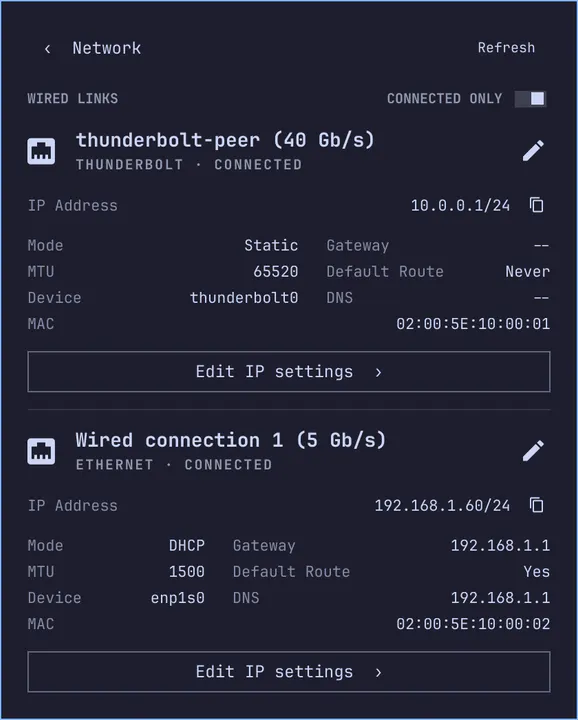 ‹ Network Refresh
WIRED LINKS CONNECTED ONLY
thunderbolt-peer (40 Gb/s)
THUNDERBOLT · CONNECTED
IP Address 10.0.0.1/24
Mode Static Gateway --
MTU 65520 Default Route Never
Device thunderbolt0 DNS --
MAC 02:00:5E:10:00:01
Edit IP settings ›
Wired connection 1 (5 Gb/s)
ETHERNET · CONNECTED
IP Address 192.168.1.60/24
Mode DHCP Gateway 192.168.1.1
MTU 1500 Default Route Yes
Device enp1s0 DNS 192.168.1.1
MAC 02:00:5E:10:00:02
Edit IP settings ›